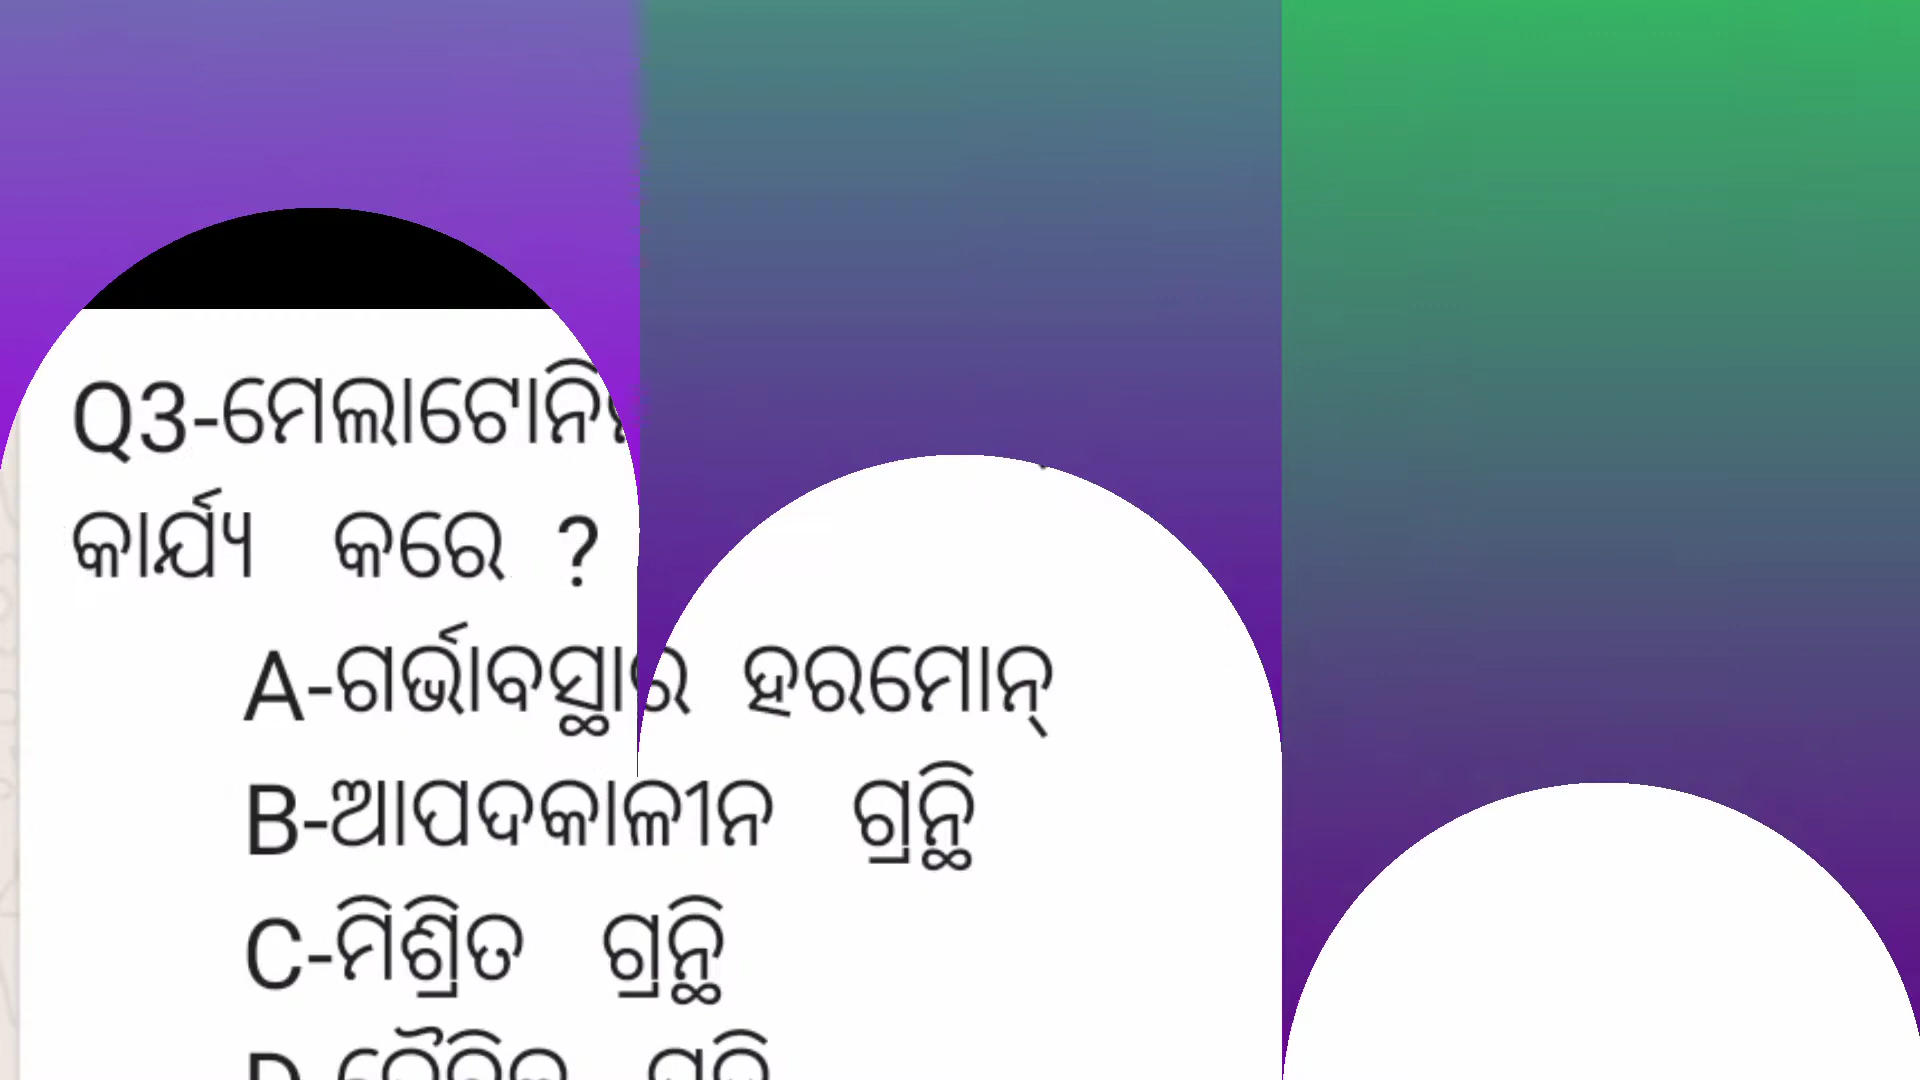 Q3-ମେଲାଟୋନି
କାର୍ଯ୍ୟ କରେ ?
A-ଗର୍ଭାବସ୍ଥାର ହରମୋନ୍
B-ଆପଦକାଳୀନ ଗ୍ରନ୍ଥି
C-ମିଶ୍ରିତ ଗ୍ରନ୍ଥି